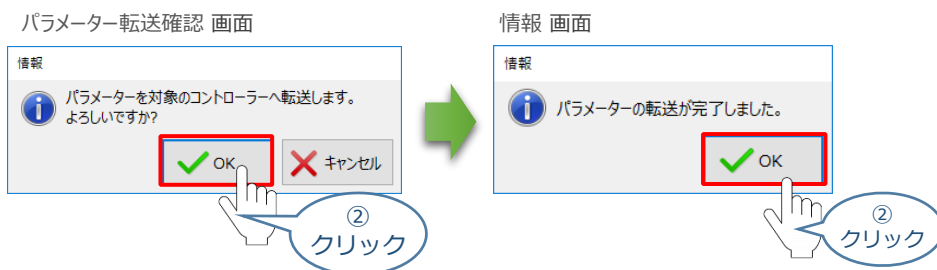 パラメーター転送確認 画面
情報
パラメーターを対象のコントローラーへ転送します。
よろしいですか?
OK
キャンセル
②
クリック
情報 画面
情報
パラメーターの転送が完了しました。
OK
②
クリック